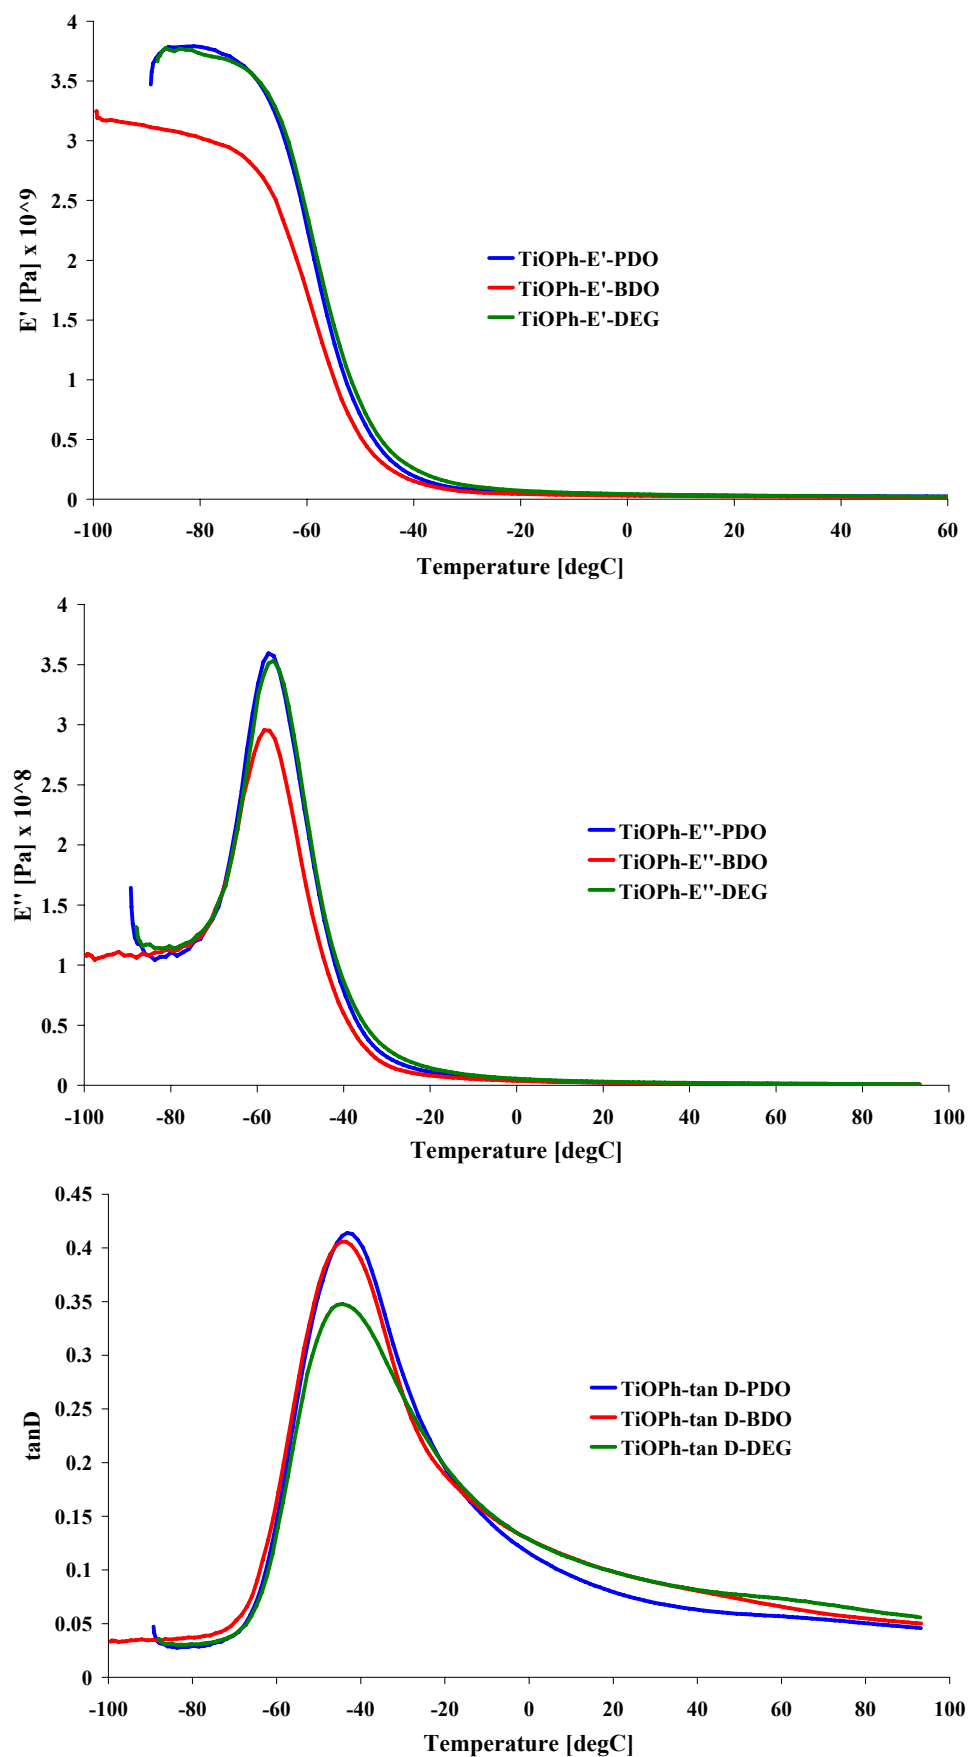 4
3.5
3
2.5
2
1.5
1
0.5
0
E' [Pa] x 10^9
TiOPh-E'-PDO
TiOPh-E'-BDO
TiOPh-E'-DEG
-100 -80 -60 -40 -20 0 20 40 60
Temperature [degC]
4
3.5
3
2.5
2
1.5
1
0.5
0
E'' [Pa] x 10^8
TiOPh-E''-PDO
TiOPh-E''-BDO
TiOPh-E''-DEG
-100 -80 -60 -40 -20 0 20 40 60 80 100
Temperature [degC]
0.45
0.4
0.35
0.3
0.25
0.2
0.15
0.1
0.05
0
tanD
TiOPh-tan D-PDO
TiOPh-tan D-BDO
TiOPh-tan D-DEG
-100 -80 -60 -40 -20 0 20 40 60 80 100
Temperature [degC]